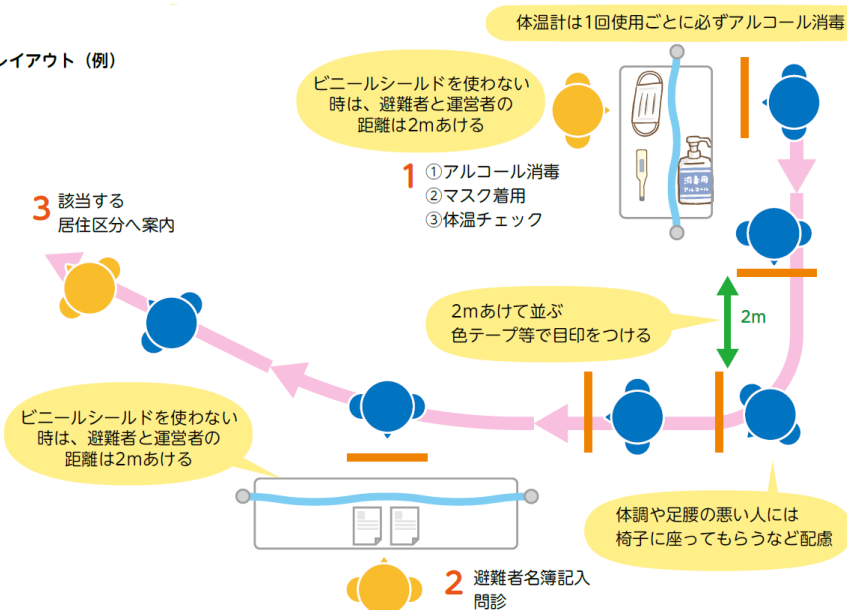 レイアウト（例）
体温計は1回使用ごとに必ずアルコール消毒
ビニールシールドを使わない
時は、避難者と運営者の
距離は2mあける
1 ①アルコール消毒
②マスク着用
③体温チェック
消毒用
アルコール
3 該当する
居住区分へ案内
2mあけて並ぶ
色テープ等で目印をつける
2m
ビニールシールドを使わない
時は、避難者と運営者の
距離は2mあける
体調や足腰の悪い人には
椅子に座ってもらうなど配慮
2 避難者名簿記入
問診